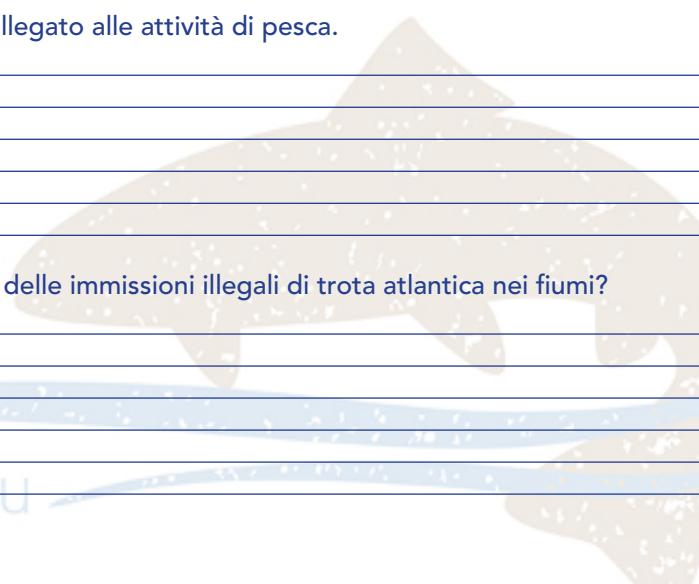 llegato alle attività di pesca.
delle immissioni illegali di trota atlantica nei fiumi?
u